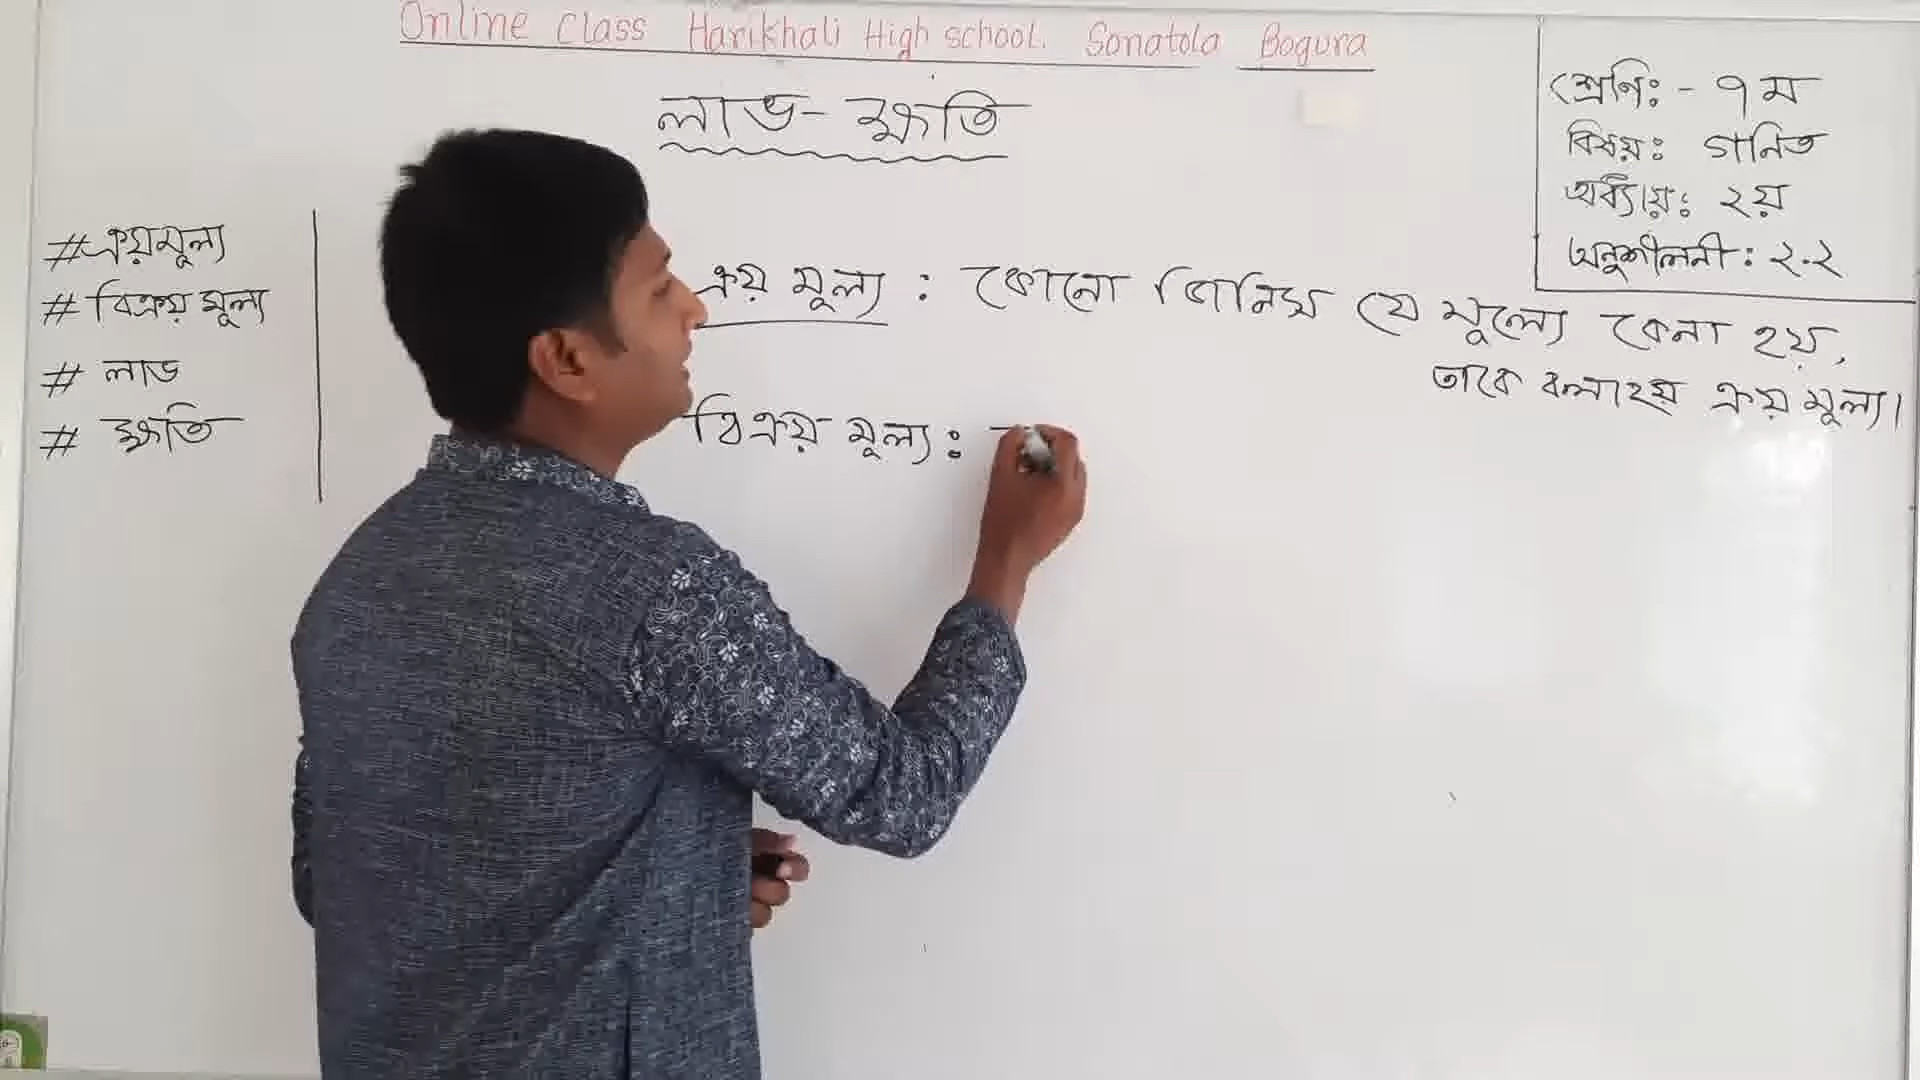 Online Class Harikhali High school. Sonatola Bogura
লাভ- ক্ষতি
শ্রেণিঃ - ৭ম
বিষয়ঃ গনিত
অধ্যায়ঃ ২য়
অনুশীলনী: ২.২
#ক্রয়মূল্য
# বিক্রয় মূল্য
# লাভ
# ক্ষতি
ক্রয় মূল্য : কোনো জিনিস যে মূল্যে কেনা হয়,
তাকে বলাহয় ক্রয় মূল্য।
বিক্রয় মূল্যঃ